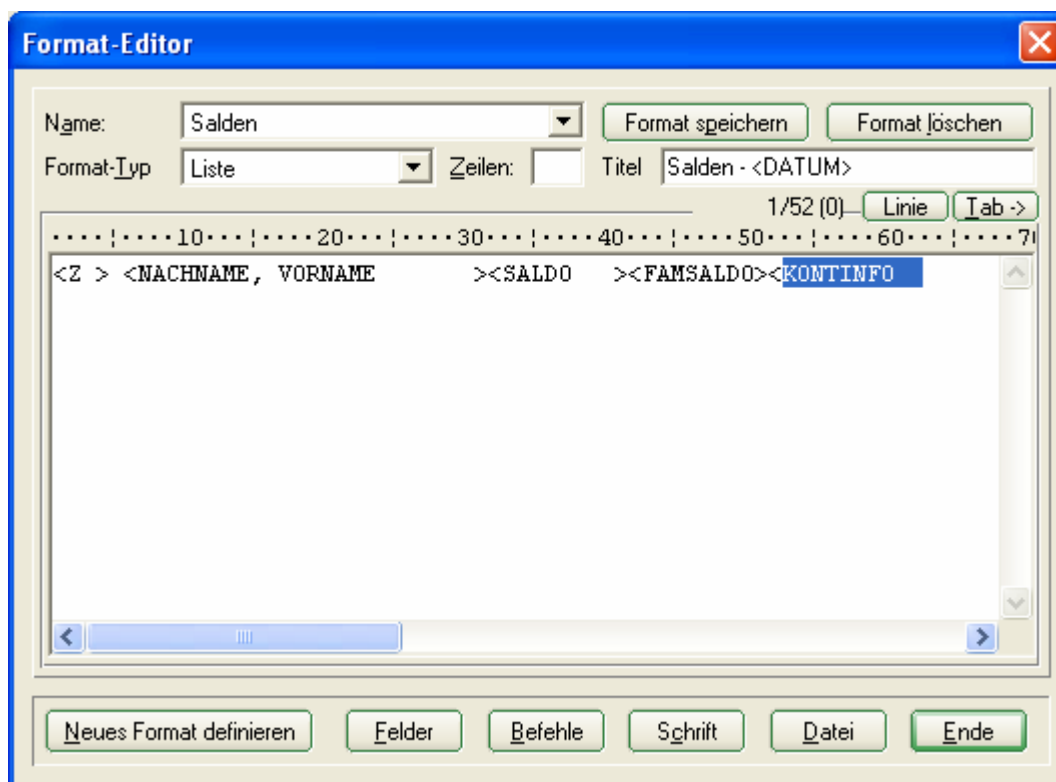 Format-Editor
Name: Salden Format speichern Format löschen
Format-Typ Liste Zeilen: Titel Salden - <DATUM>
1/52 (0) Linie Tab ->
····¦····10···¦····20···¦····30···¦····40···¦····50···¦····60···¦····70
<Z > <NACHNAME, VORNAME       ><SALDO   ><FAMSALDO><KONTINFO
Neues Format definieren Felder Befehle Schrift Datei Ende